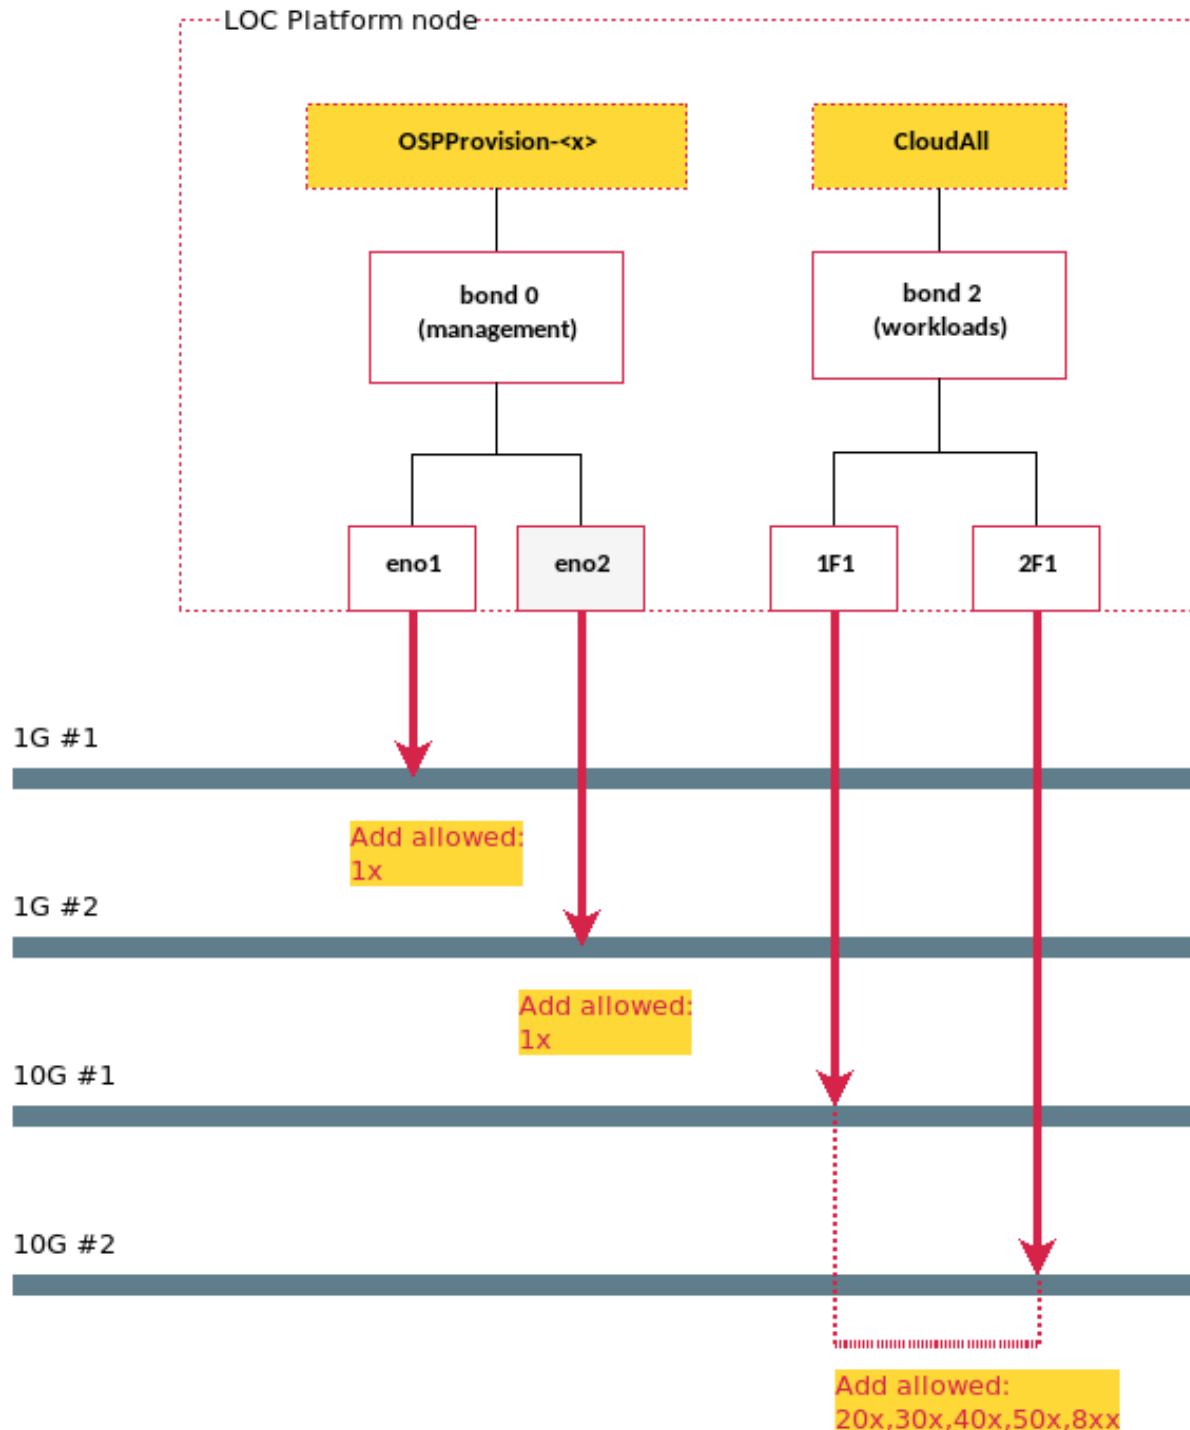 LOC Platform node
OSPProvision-<x>
CloudAll
bond 0
(management)
bond 2
(workloads)
eno1
eno2
1F1
2F1
1G #1
Add allowed:
1x
1G #2
Add allowed:
1x
10G #1
10G #2
Add allowed:
20x,30x,40x,50x,8xx